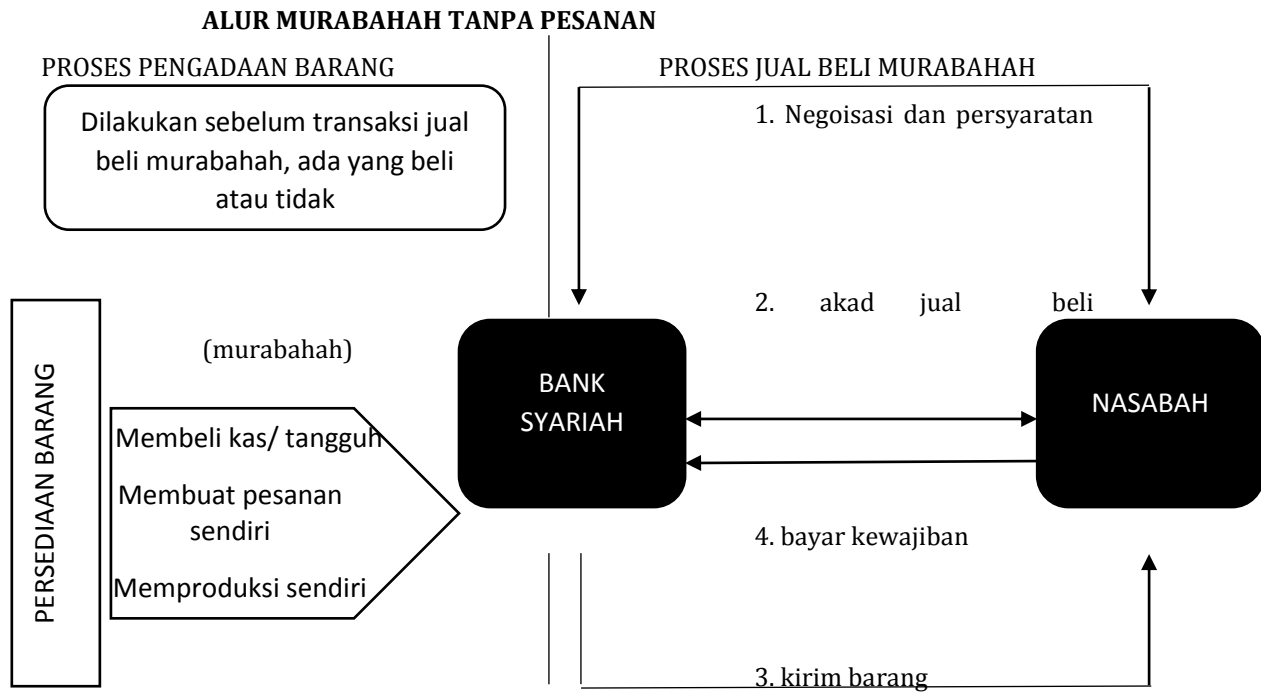 ALUR MURABAHAH TANPA PESANAN
PROSES PENGADAAN BARANG
PROSES JUAL BELI MURABAHAH
Dilakukan sebelum transaksi jual
beli murabahah, ada yang beli
atau tidak
1. Negoisasi dan persyaratan
2. akad jual beli
(murabahah)
PERSEDIAAN BARANG
Membeli kas/ tangguh
Membuat pesanan
sendiri
Memproduksi sendiri
BANK
SYARIAH
NASABAH
4. bayar kewajiban
3. kirim barang